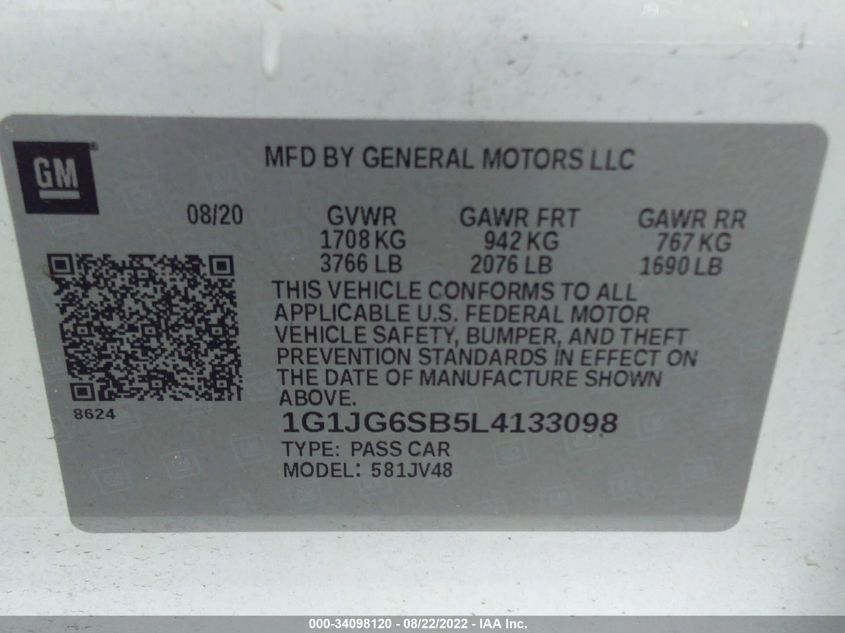 GM
MFD BY GENERAL MOTORS LLC
08/20 GVWR GAWR FRT GAWR RR
1708 KG 942 KG 767 KG
3766 LB 2076 LB 1690 LB
THIS VEHICLE CONFORMS TO ALL
APPLICABLE U.S. FEDERAL MOTOR
VEHICLE SAFETY, BUMPER, AND THEFT
PREVENTION STANDARDS IN EFFECT ON
THE DATE OF MANUFACTURE SHOWN
ABOVE.
8624
1G1JG6SB5L4133098
TYPE: PASS CAR
MODEL: 581JV48
000-34098120 - 08/22/2022 - IAA Inc.